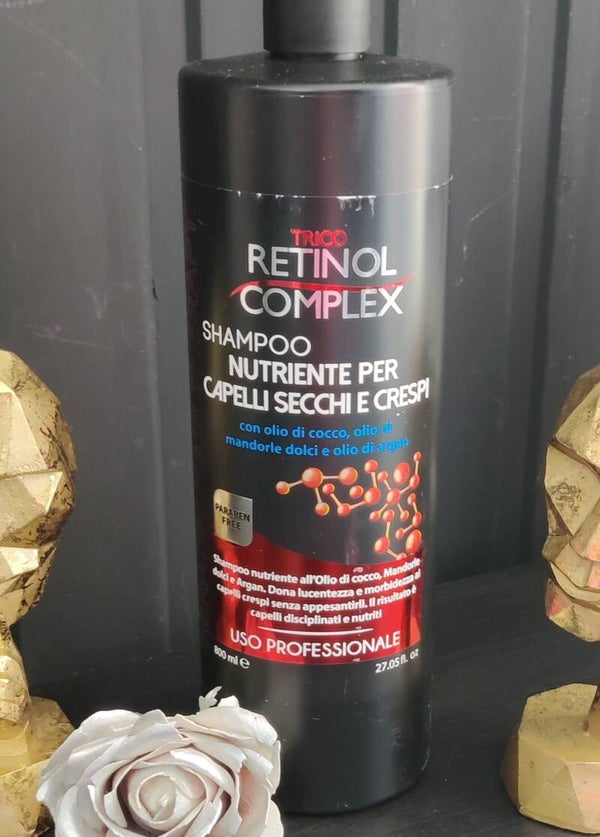 TRICO
RETINOL
COMPLEX
SHAMPOO
NUTRIENTE PER
CAPELLI SECCHI E CRESPI
con olio di cocco, olio di
mandorle dolci e olio di argan
PARABEN
FREE
Shampoo nutriente all'Olio di cocco, Mandorle
dolci e Argan. Dona lucentezza e morbidezza ai
capelli crespi senza appesantirli. Il risultato è
capelli disciplinati e nutriti
USO PROFESSIONALE
800 ml e
27.05 fl. oz